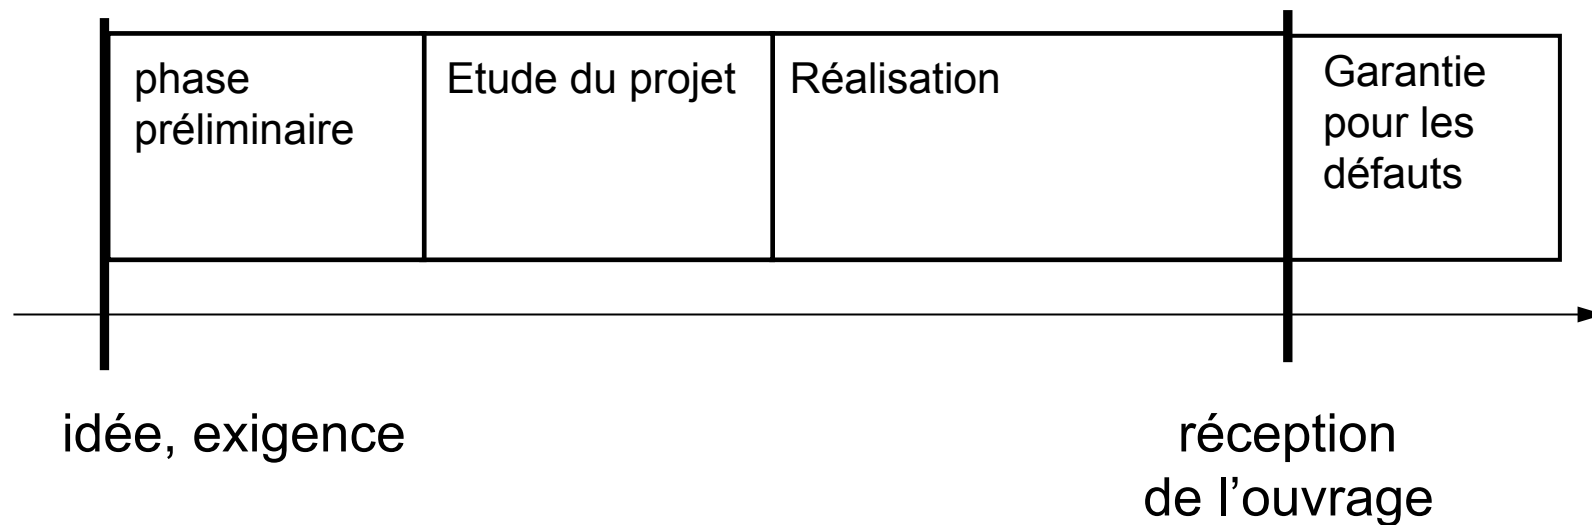 phase
préliminaire
Etude du projet
Réalisation
Garantie
pour les
défauts
idée, exigence
réception
de l’ouvrage